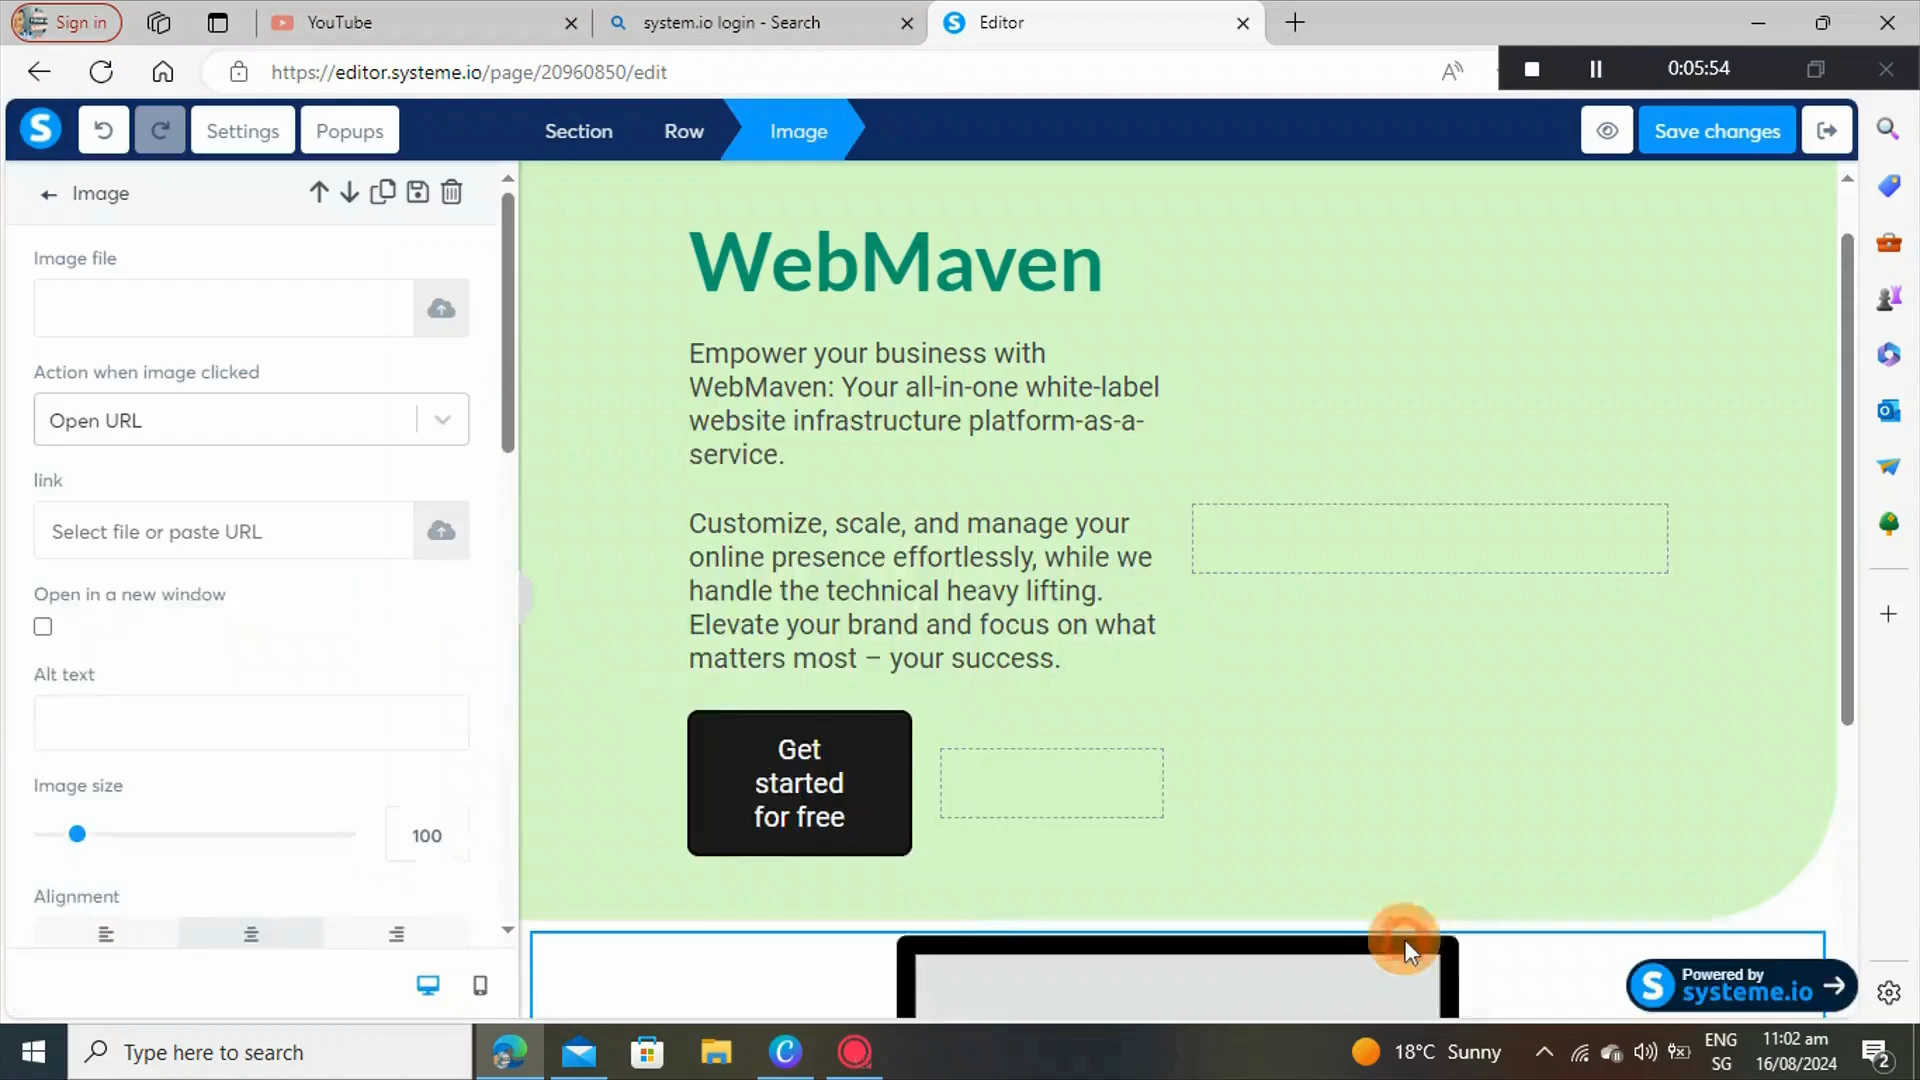 Sign in
YouTube
system.io login - Search
Editor
https://editor.systeme.io/page/20960850/edit
0:05:54
S
Settings
Popups
Section
Row
Image
Save changes
Image
Image file
Action when image clicked
Open URL
link
Select file or paste URL
Open in a new window
Alt text
Image size
100
Alignment
WebMaven
Empower your business with
WebMaven: Your all-in-one white-label
website infrastructure platform-as-a-
service.
Customize, scale, and manage your
online presence effortlessly, while we
handle the technical heavy lifting.
Elevate your brand and focus on what
matters most – your success.
Get
started
for free
Powered by
systeme.io
Type here to search
18°C Sunny
ENG
SG
11:02 am
16/08/2024
2